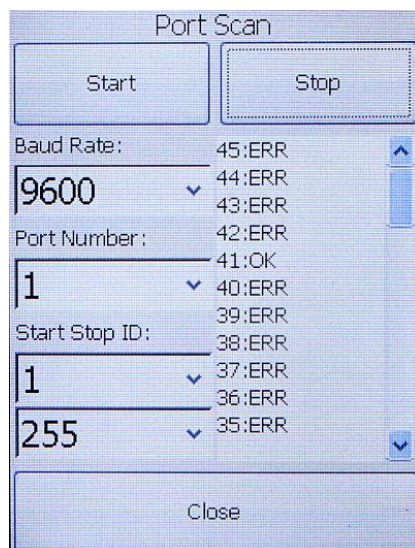 Port Scan
Start
Stop
Baud Rate:
9600
Port Number:
1
Start Stop ID:
1
255
45:ERR
44:ERR
43:ERR
42:ERR
41:OK
40:ERR
39:ERR
38:ERR
37:ERR
36:ERR
35:ERR
Close